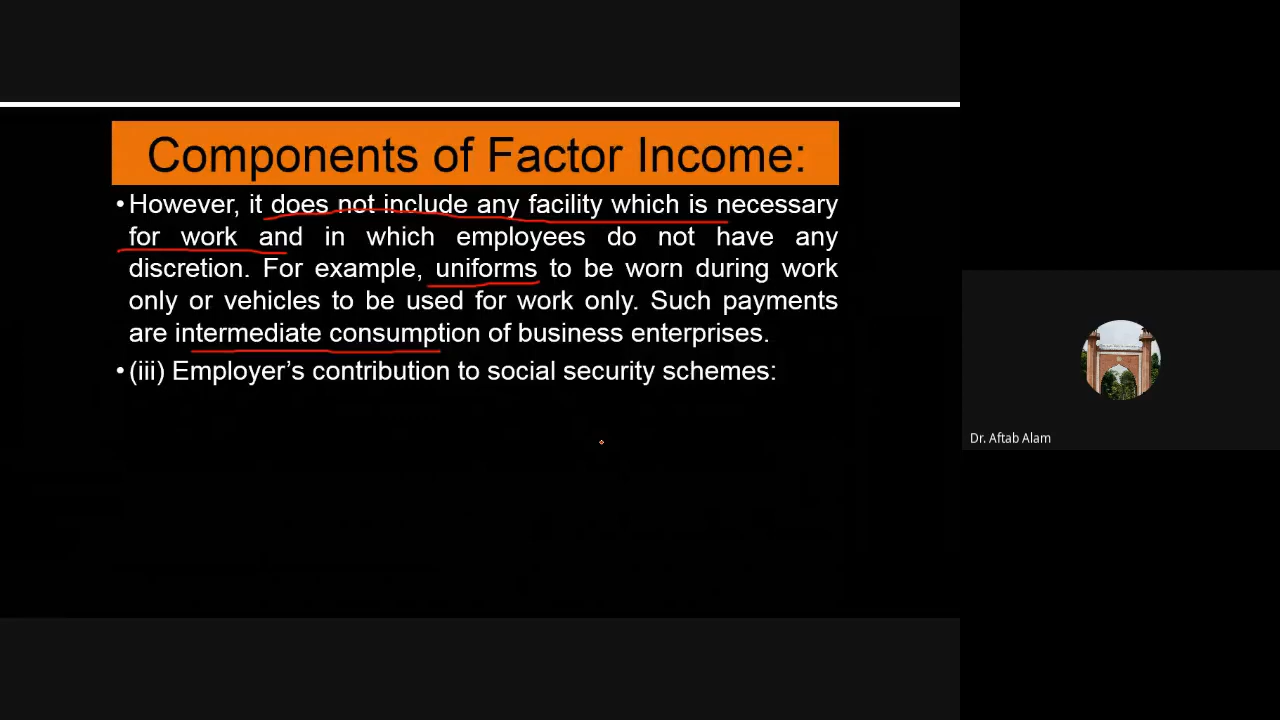 Components of Factor Income:
• However, it does not include any facility which is necessary
for work and in which employees do not have any
discretion. For example, uniforms to be worn during work
only or vehicles to be used for work only. Such payments
are intermediate consumption of business enterprises.
• (iii) Employer’s contribution to social security schemes:
Dr. Aftab Alam